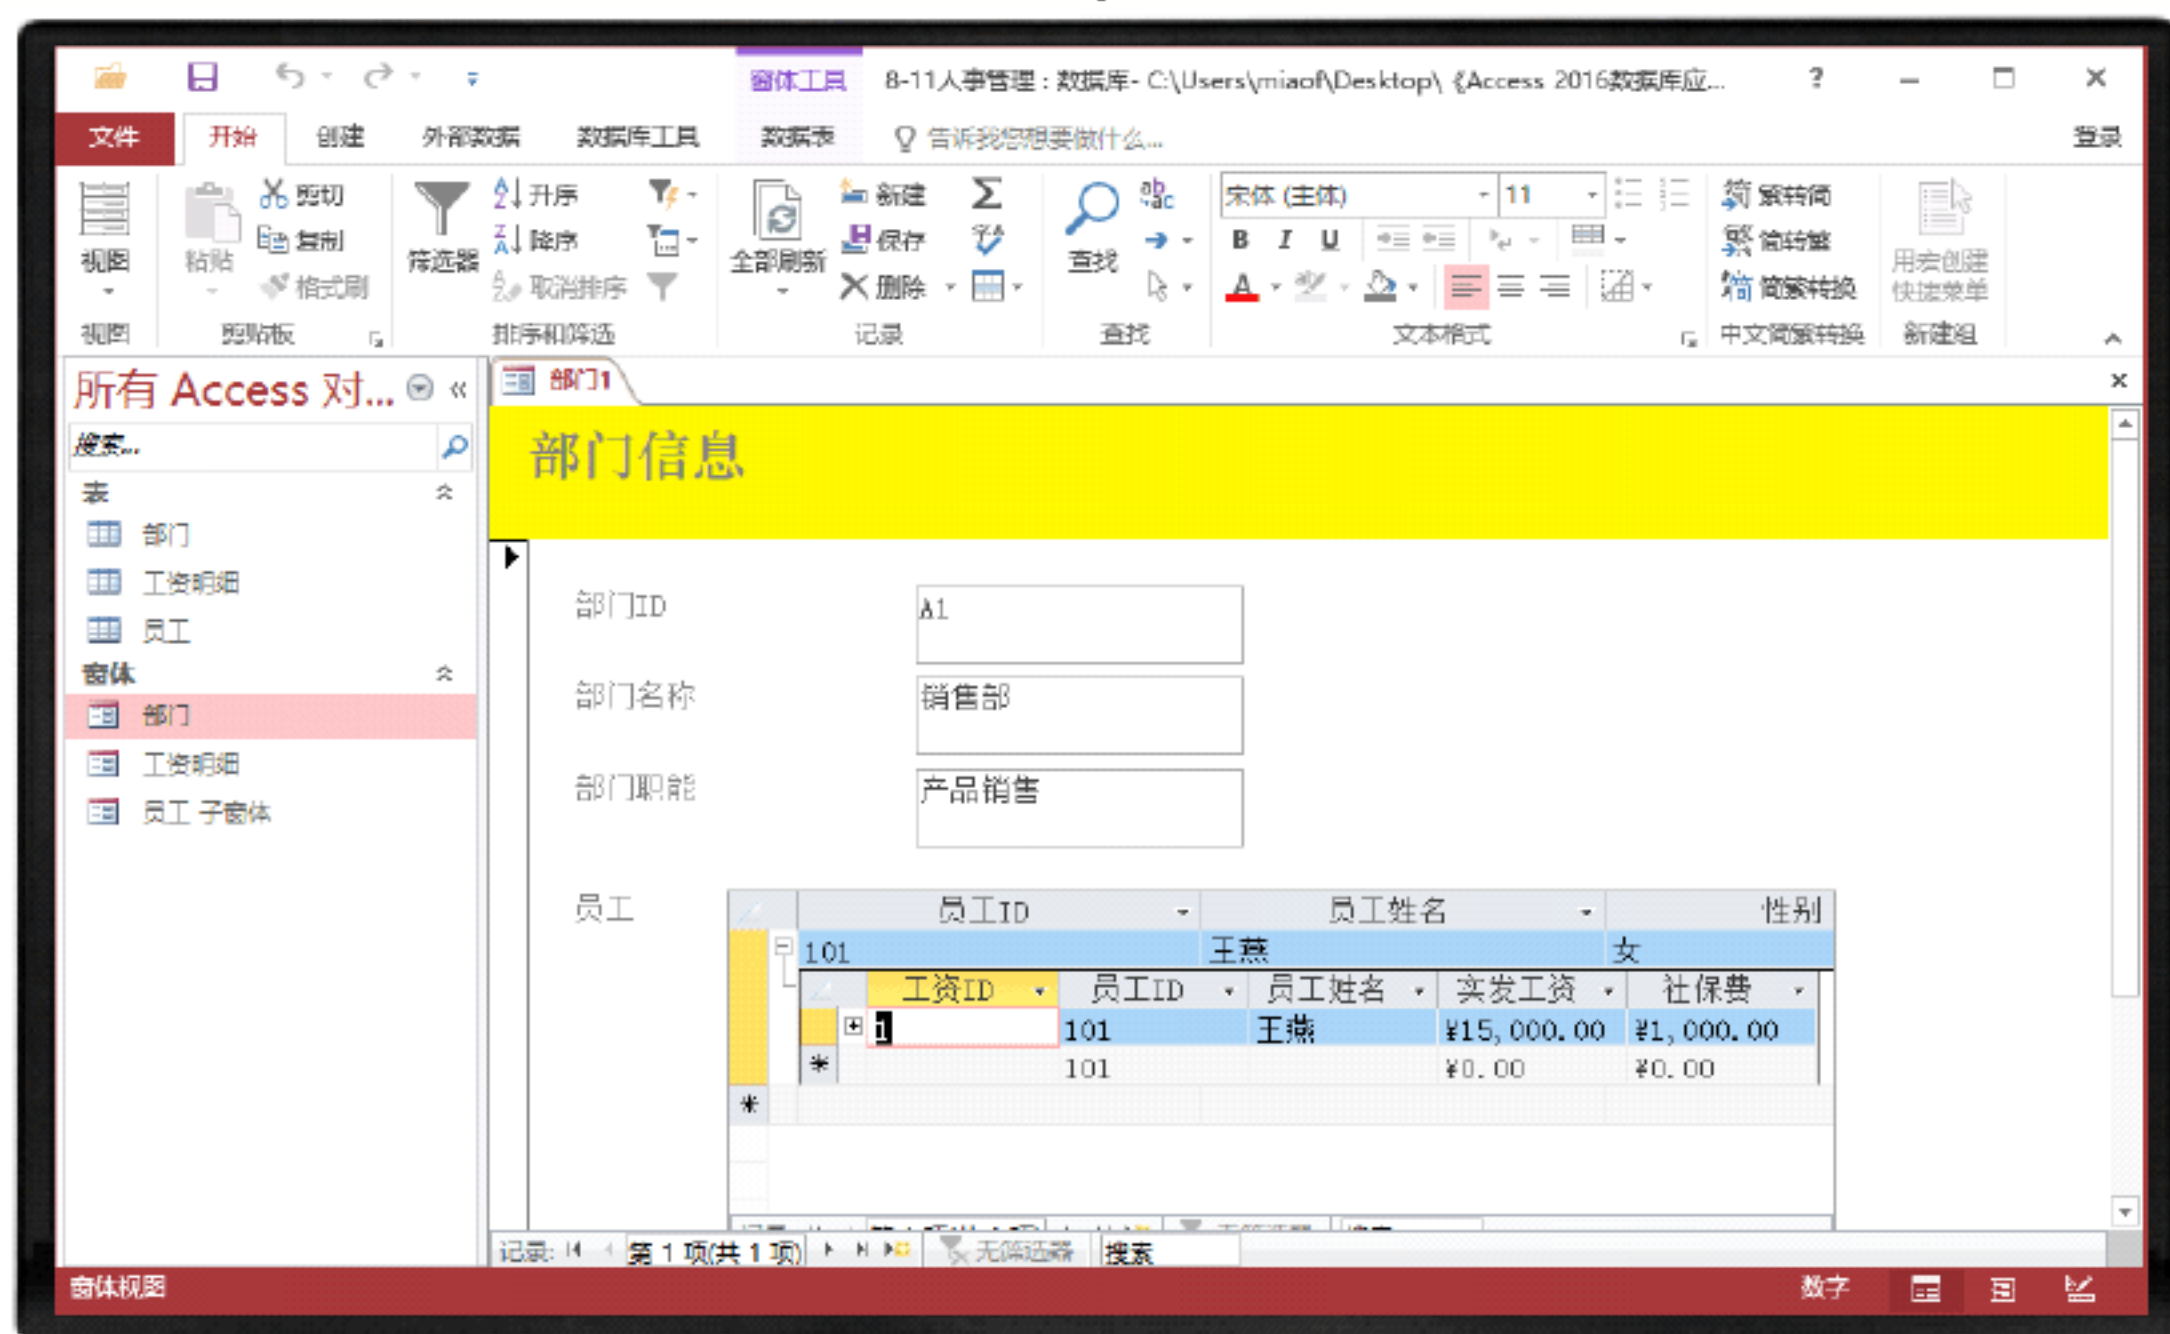 窗体工具 8-11人事管理 : 数据库- C:\Users\miaof\Desktop\《Access 2016数据库应... ?
文件 开始 创建 外部数据 数据库工具 数据表 告诉我您想要做什么... 登录
剪切 升序 新建 Σ 宋体 (主体) 11 繁转简
视图 粘贴 复制 筛选器 降序 全部刷新 保存 查找 B I U 简转繁 用宏创建快捷菜单
格式刷 取消排序 删除 A 简繁转换
视图 剪贴板 排序和筛选 记录 查找 文本格式 中文简繁转换 新建组
所有 Access 对... «
部门1
搜索...
部门信息
表
部门
工资明细
员工
窗体
部门
工资明细
员工 子窗体
部门ID A1
部门名称 销售部
部门职能 产品销售
员工 员工ID 员工姓名 性别
101 王燕 女
工资ID 员工ID 员工姓名 实发工资 社保费
1 101 王燕 ¥15,000.00 ¥1,000.00
* 101 ¥0.00 ¥0.00
*
记录: 第 1 项(共 1 项) 无筛选器 搜索
窗体视图 数字